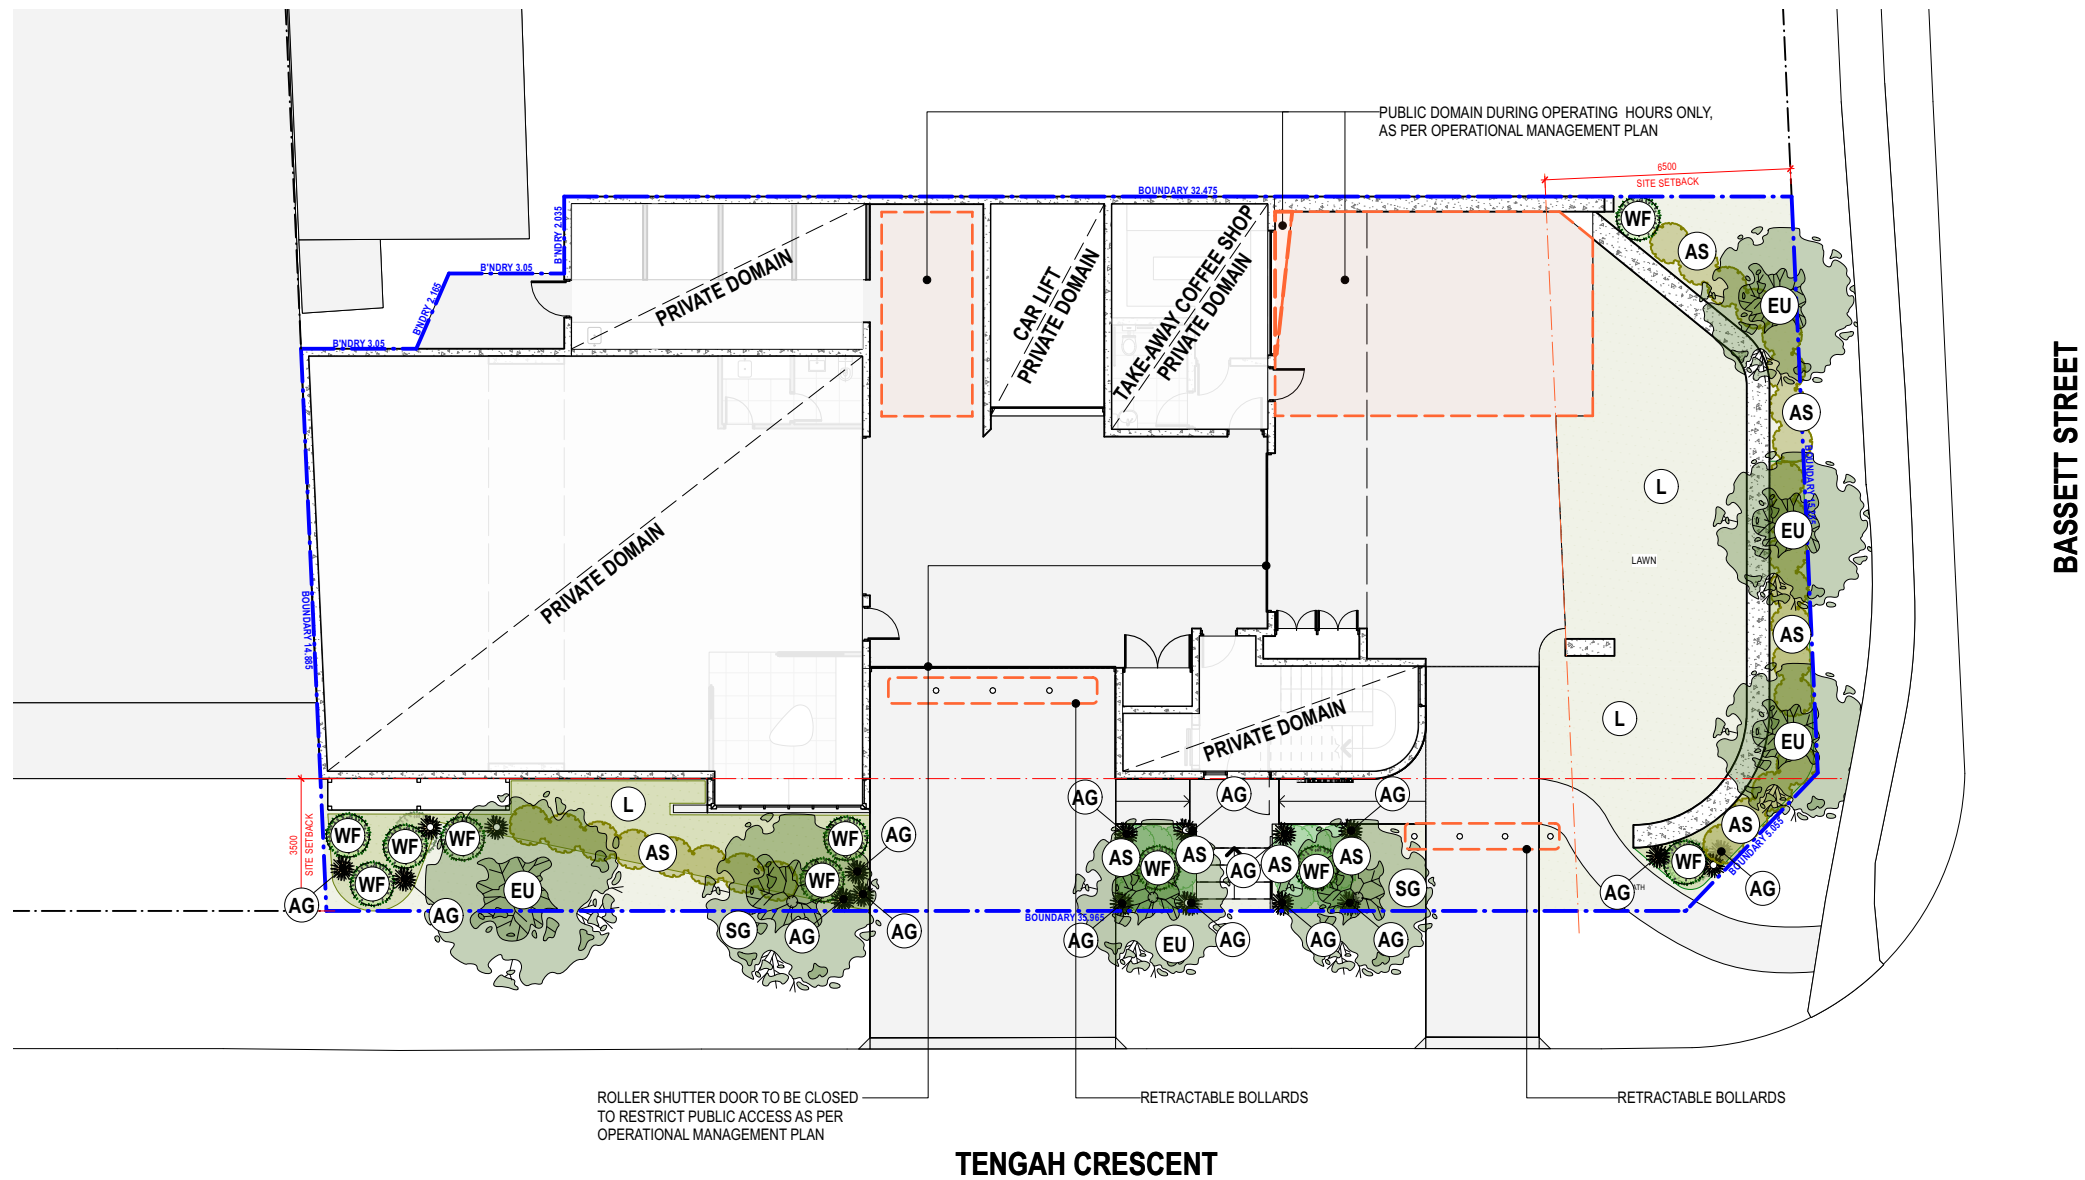 PUBLIC DOMAIN DURING OPERATING HOURS ONLY,
AS PER OPERATIONAL MANAGEMENT PLAN
6500
SITE SETBACK
BOUNDARY 32.475
B'NDRY 2.035
B'NDRY 3.05
B'NDRY 2.165
B'NDRY 3.05
PRIVATE DOMAIN
CAR LIFT
PRIVATE DOMAIN
TAKE-AWAY COFFEE SHOP
PRIVATE DOMAIN
WF
AS
EU
AS
BASSETT STREET
L
EU
LAWN
PRIVATE DOMAIN
BOUNDARY 14.885
AS
L
EU
PRIVATE DOMAIN
3500
SITE SETBACK
L
AG
AG
AG
WF
WF
WF
WF
AG
AS
AS
AS
AS
AS
BOUNDARY 5.055
WF
WF
WF
AG
WF
WF
EU
SG
AG
AG
AG
AG
BOUNDARY 35.965
SG
AG
AG
AG
EU
AG
AG
AG
ROLLER SHUTTER DOOR TO BE CLOSED
TO RESTRICT PUBLIC ACCESS AS PER
OPERATIONAL MANAGEMENT PLAN
RETRACTABLE BOLLARDS
RETRACTABLE BOLLARDS
TENGAH CRESCENT